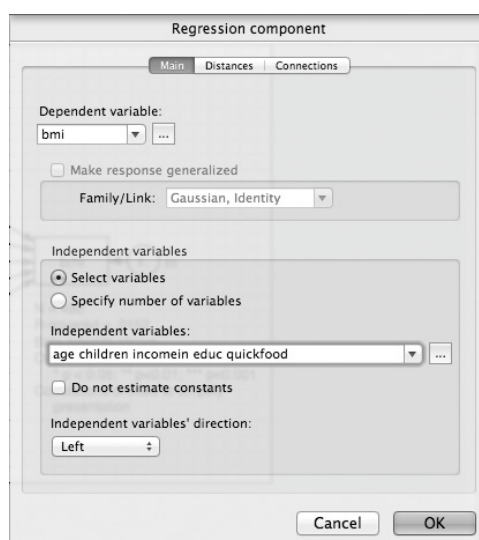 Regression component
Main Distances Connections
Dependent variable:
bmi ...
Make response generalized
Family/Link: Gaussian, Identity
Independent variables
Select variables
Specify number of variables
Independent variables:
age children incomein educ quickfood ...
Do not estimate constants
Independent variables' direction:
Left
Cancel OK